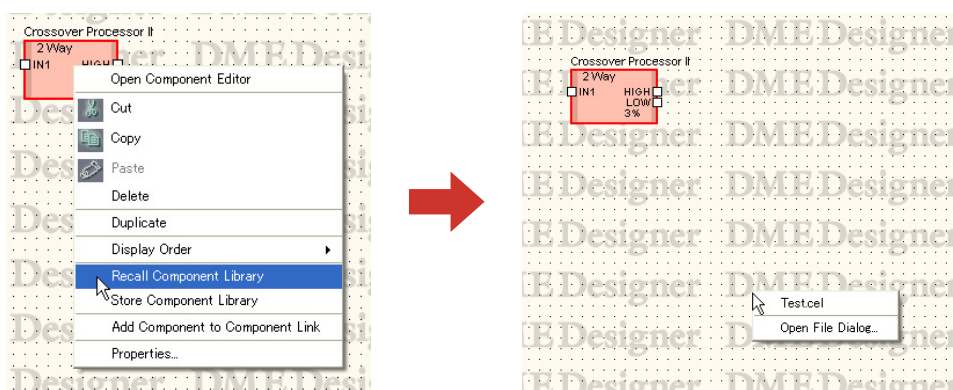 Crossover Processor II
2 Way
IN1 HIGH
Open Component Editor
Cut
Copy
Paste
Delete
Duplicate
Display Order
Recall Component Library
Store Component Library
Add Component to Component Link
Properties...
DME Designer
Crossover Processor II
2 Way
IN1 HIGH
LOW
3%
Test.cel
Open File Dialog...